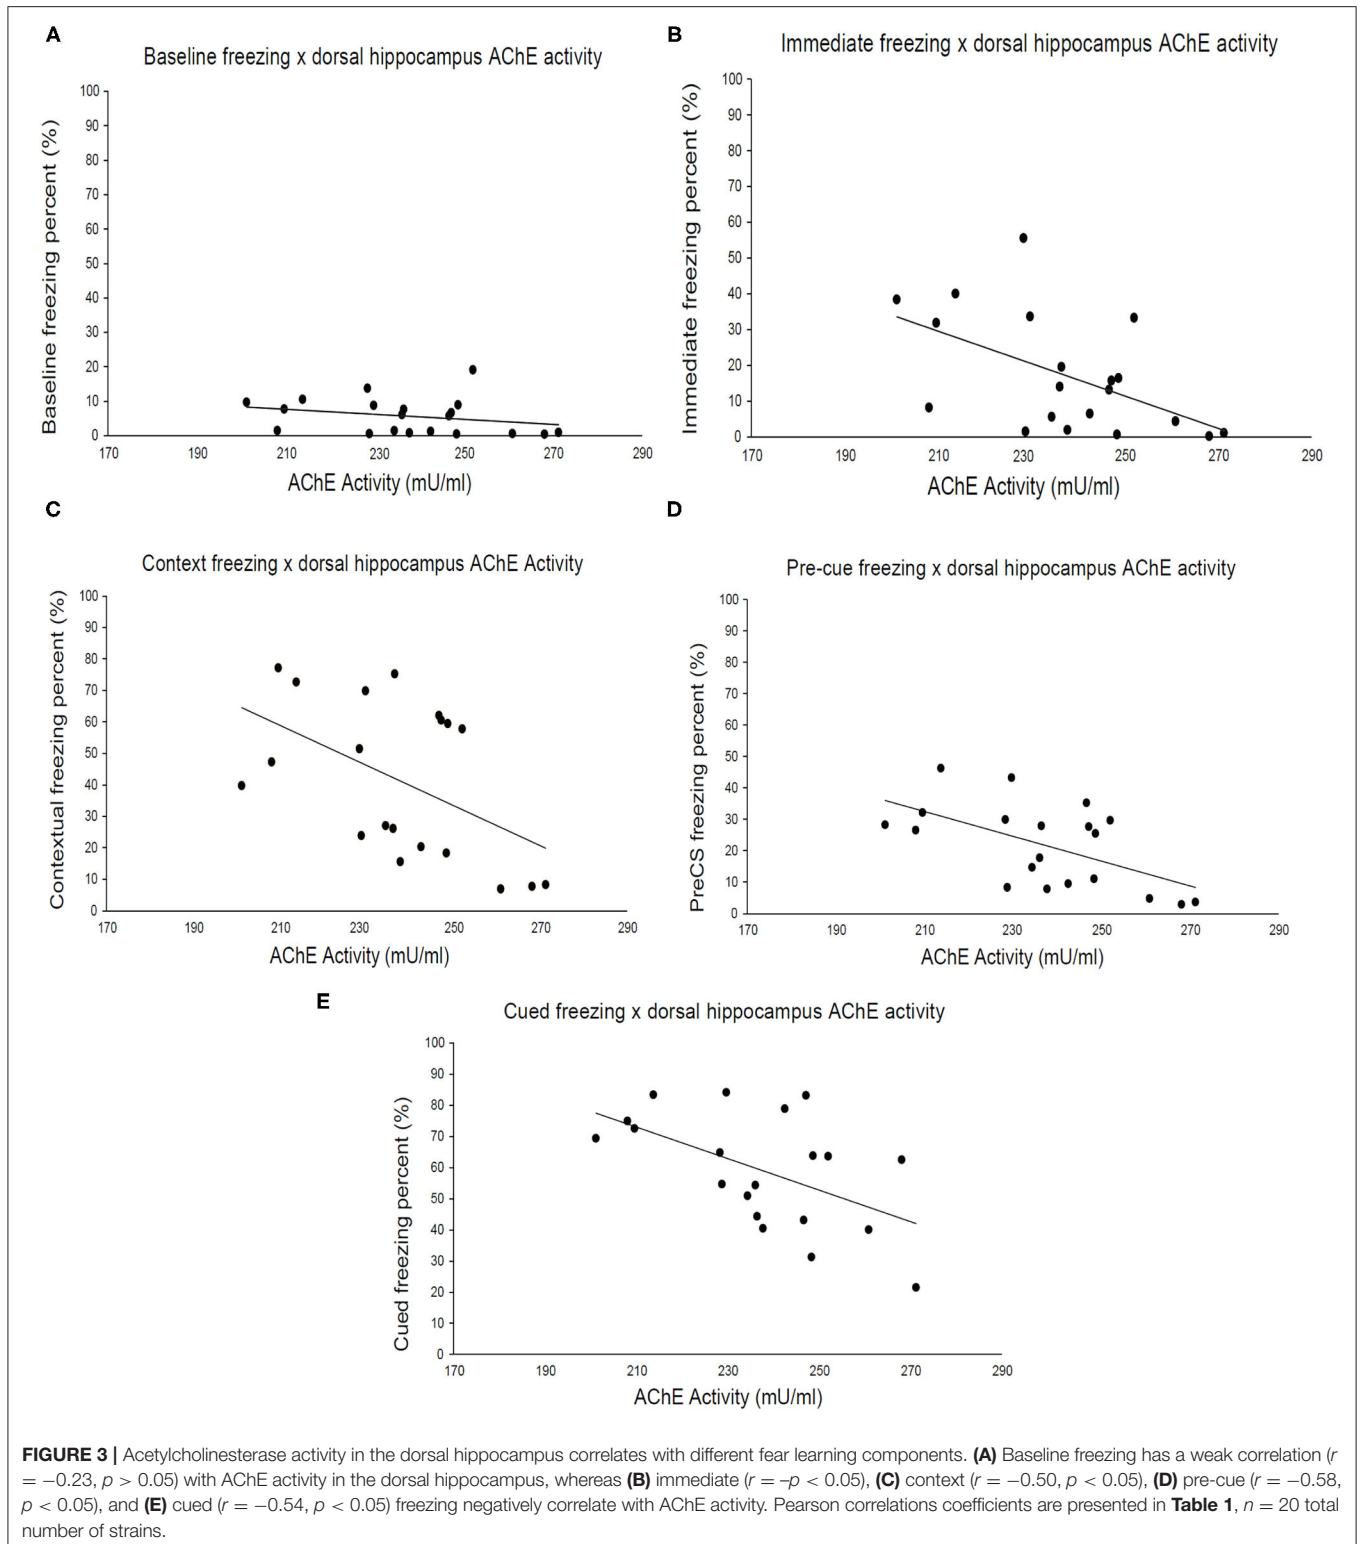 A
Baseline freezing x dorsal hippocampus AChE activity
Baseline freezing percent (%)
100
90
80
70
60
50
40
30
20
10
0
170 190 210 230 250 270 290
AChE Activity (mU/ml)
B
Immediate freezing x dorsal hippocampus AChE activity
Immediate freezing percent (%)
100
90
80
70
60
50
40
30
20
10
0
170 190 210 230 250 270 290
AChE Activity (mU/ml)
C
Context freezing x dorsal hippocampus AChE Activity
Contextual freezing percent (%)
100
90
80
70
60
50
40
30
20
10
0
170 190 210 230 250 270 290
AChE Activity (mU/ml)
D
Pre-cue freezing x dorsal hippocampus AChE activity
PreCS freezing percent (%)
100
90
80
70
60
50
40
30
20
10
0
170 190 210 230 250 270 290
AChE Activity (mU/ml)
E
Cued freezing x dorsal hippocampus AChE activity
Cued freezing percent (%)
100
90
80
70
60
50
40
30
20
10
0
170 190 210 230 250 270 290
AChE Activity (mU/ml)
FIGURE 3 | Acetylcholinesterase activity in the dorsal hippocampus correlates with different fear learning components. (A) Baseline freezing has a weak correlation (r
= −0.23, p > 0.05) with AChE activity in the dorsal hippocampus, whereas (B) immediate (r = –p < 0.05), (C) context (r = −0.50, p < 0.05), (D) pre-cue (r = −0.58,
p < 0.05), and (E) cued (r = −0.54, p < 0.05) freezing negatively correlate with AChE activity. Pearson correlations coefficients are presented in Table 1, n = 20 total
number of strains.